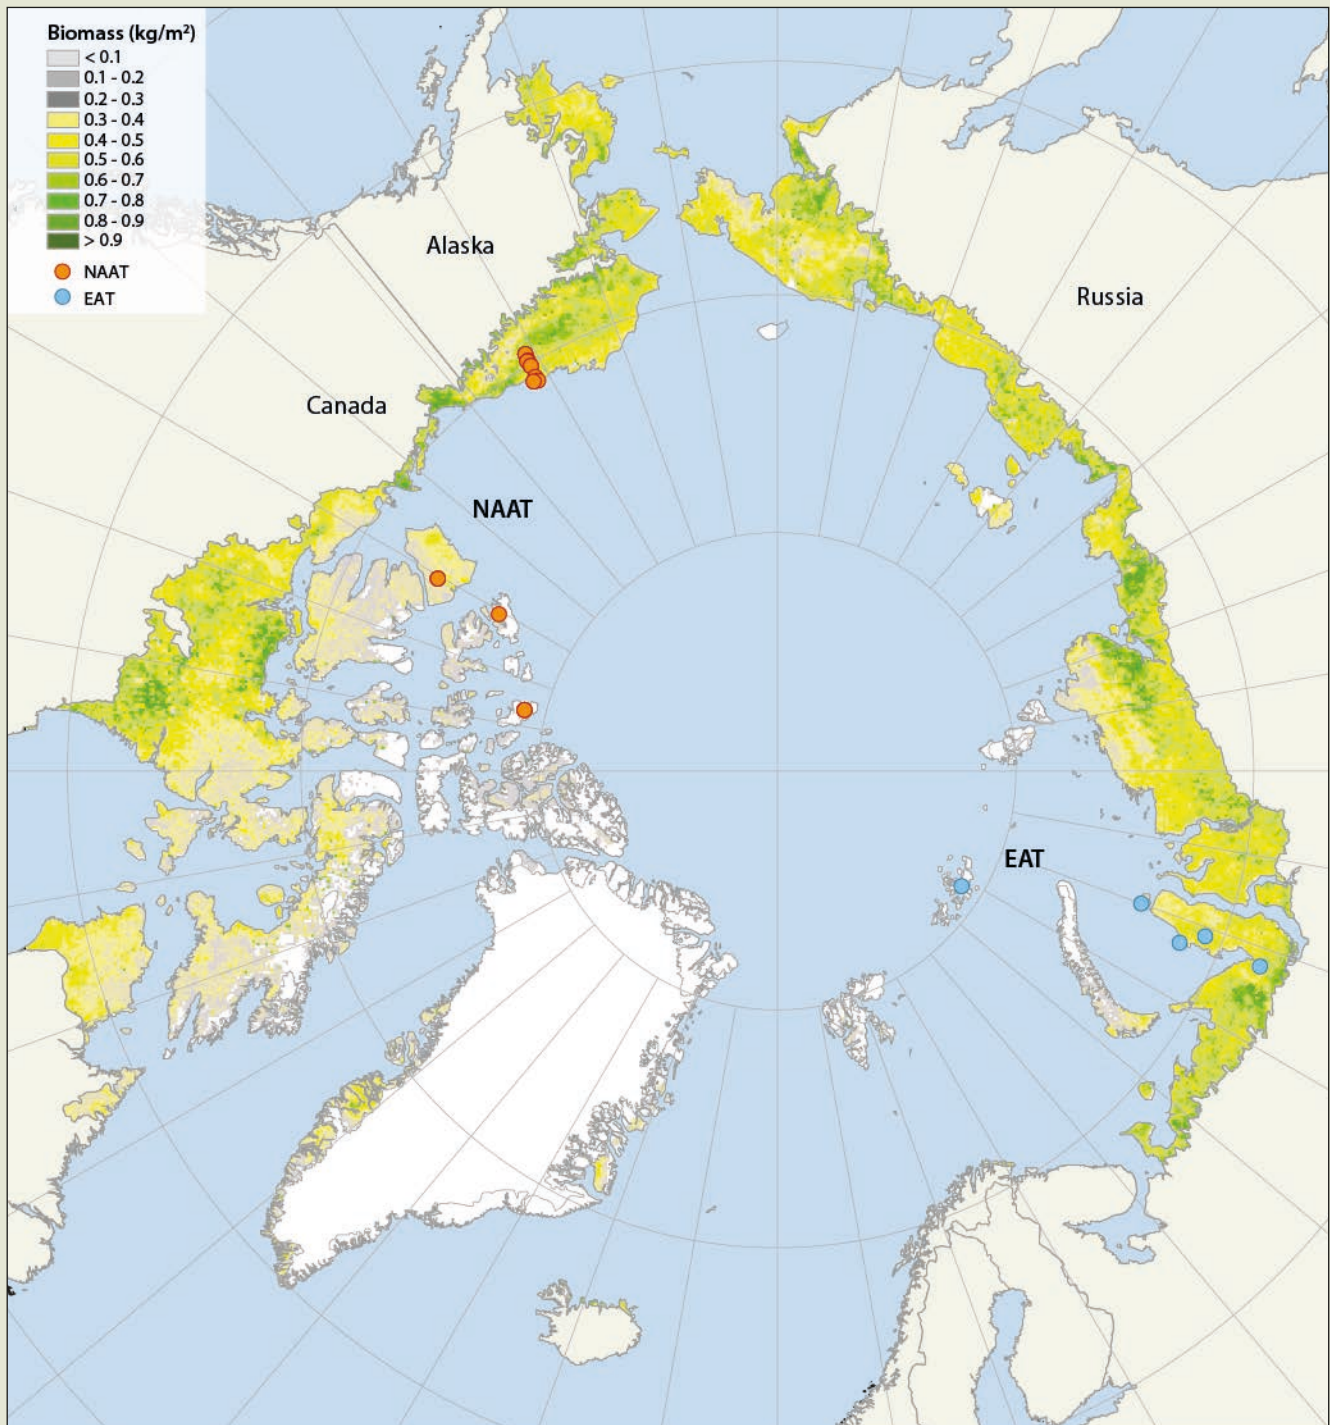 Biomass (kg/m²)
< 0.1
0.1 - 0.2
0.2 - 0.3
0.3 - 0.4
0.4 - 0.5
0.5 - 0.6
0.6 - 0.7
0.7 - 0.8
0.8 - 0.9
> 0.9
NAAT
EAT
Alaska
Russia
Canada
NAAT
EAT